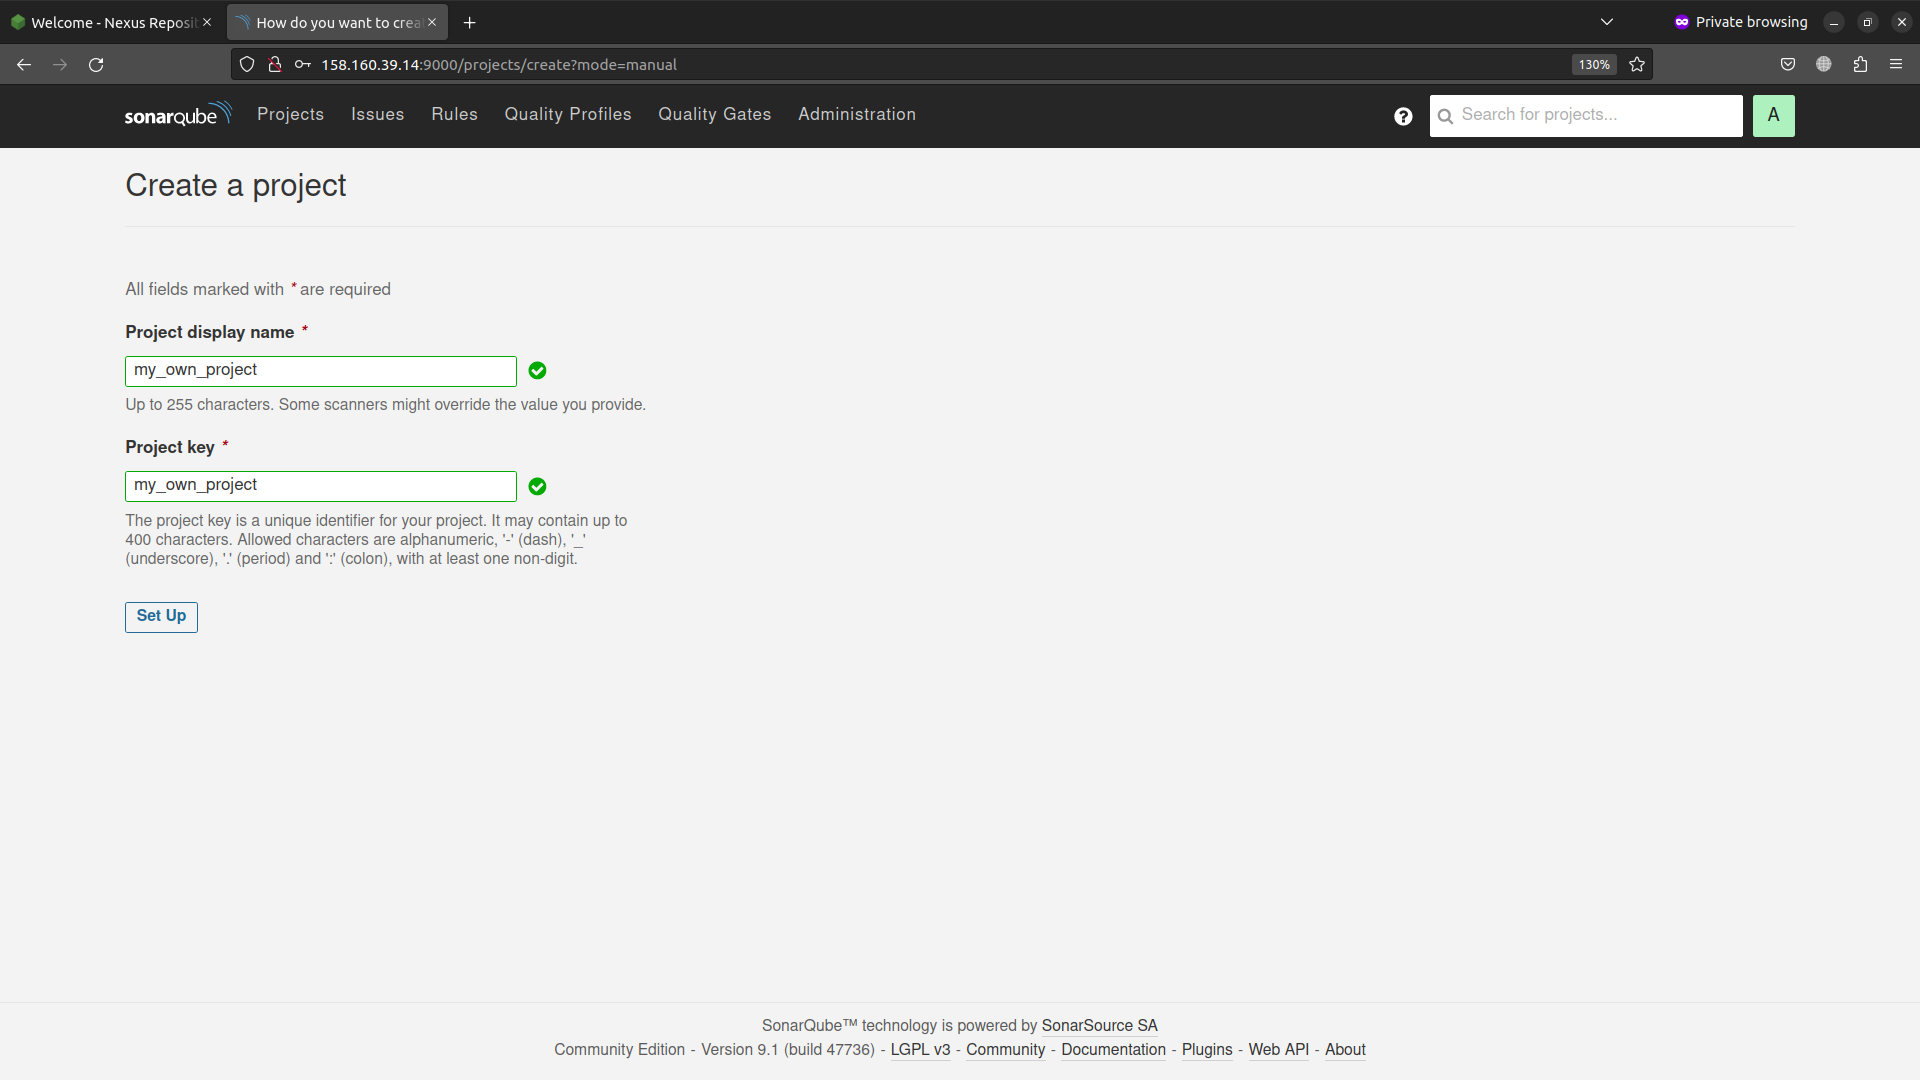 Welcome - Nexus Reposit
How do you want to crea
Private browsing
158.160.39.14:9000/projects/create?mode=manual
130%
sonarqube
Projects
Issues
Rules
Quality Profiles
Quality Gates
Administration
Search for projects...
A
Create a project
All fields marked with * are required
Project display name *
my_own_project
Up to 255 characters. Some scanners might override the value you provide.
Project key *
my_own_project
The project key is a unique identifier for your project. It may contain up to
400 characters. Allowed characters are alphanumeric, '-' (dash), '_'
(underscore), '.' (period) and ':' (colon), with at least one non-digit.
Set Up
SonarQube™ technology is powered by SonarSource SA
Community Edition - Version 9.1 (build 47736) - LGPL v3 - Community - Documentation - Plugins - Web API - About